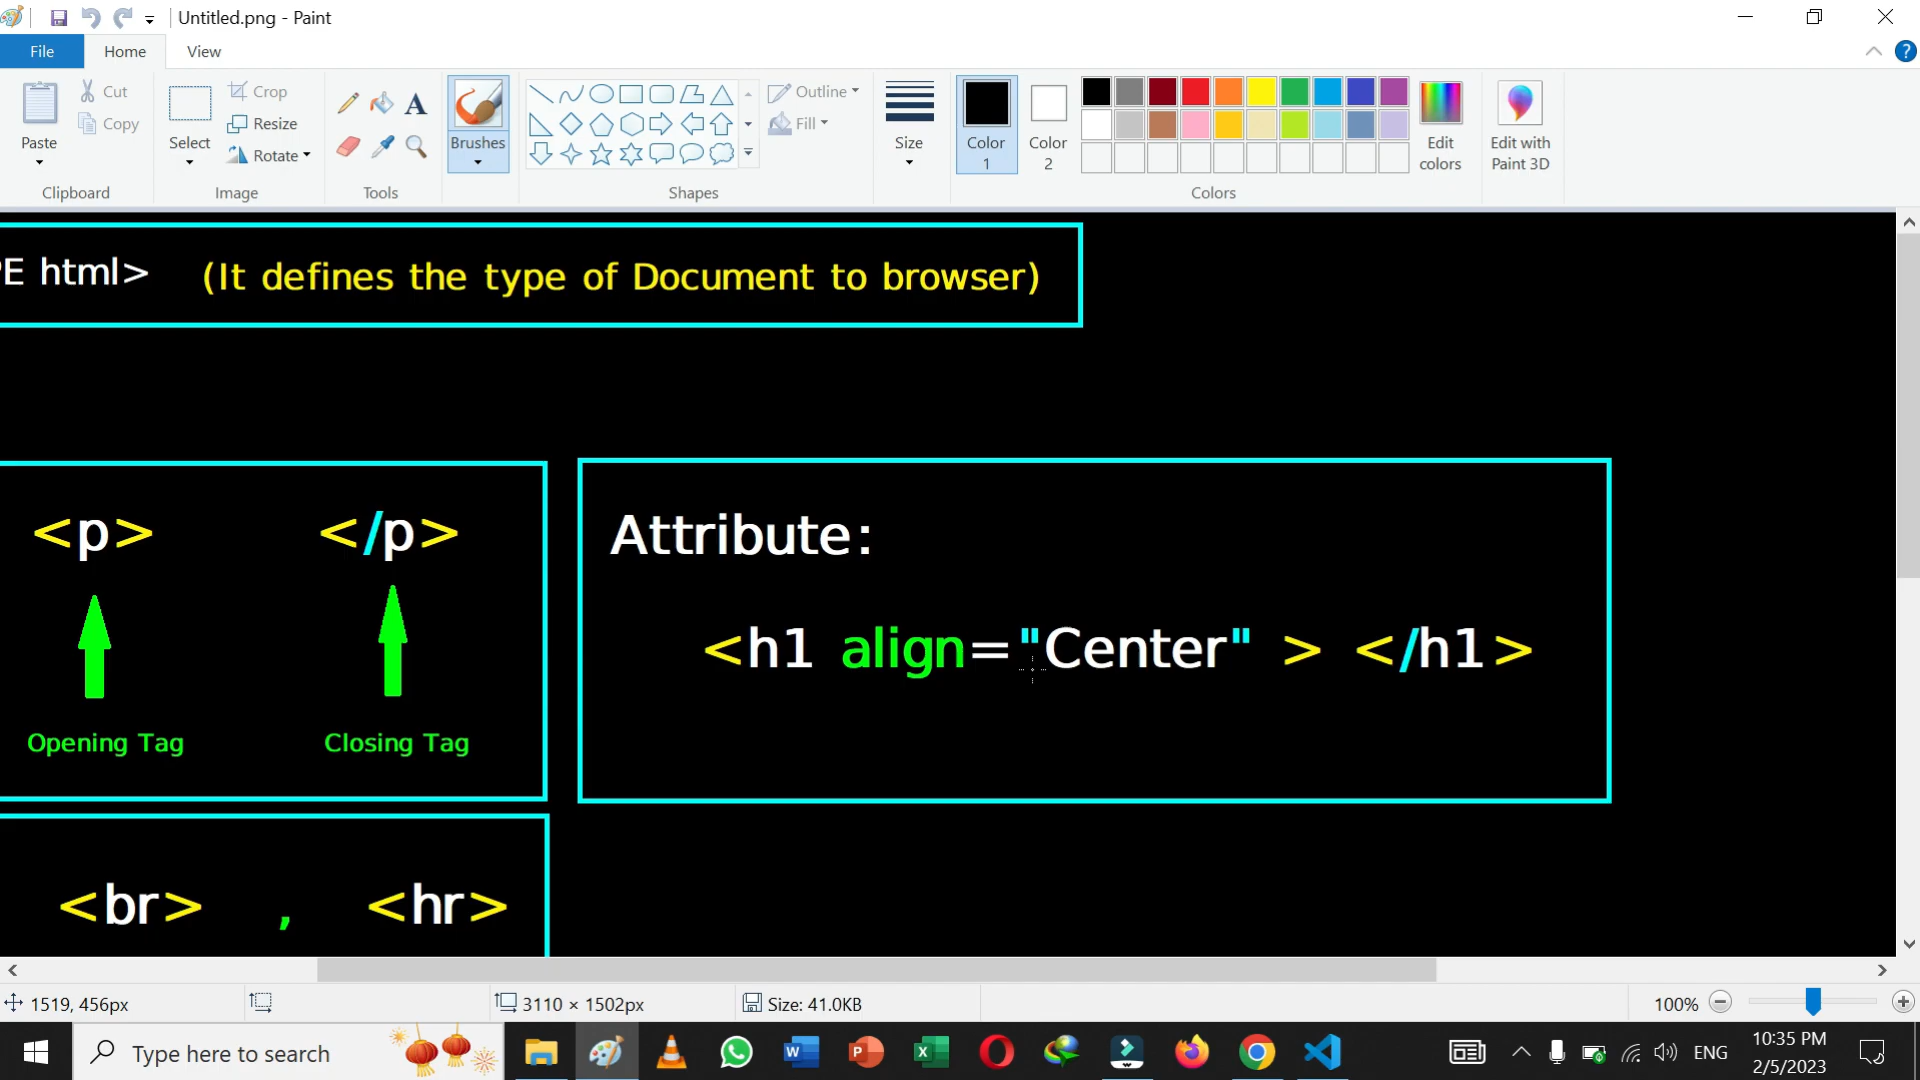 Untitled.png - Paint
File Home View
Paste
Cut
Copy
Clipboard
Select
Crop
Resize
Rotate
Image
A
Tools
Brushes
Outline
Fill
Shapes
Size
Color 1
Color 2
Edit colors
Edit with Paint 3D
Colors
PE html> (It defines the type of Document to browser)
<p> </p>
Opening Tag Closing Tag
Attribute:
<h1 align="Center" > </h1>
<br> , <hr>
1519, 456px
3110 × 1502px
Size: 41.0KB
100%
Type here to search
ENG
10:35 PM
2/5/2023